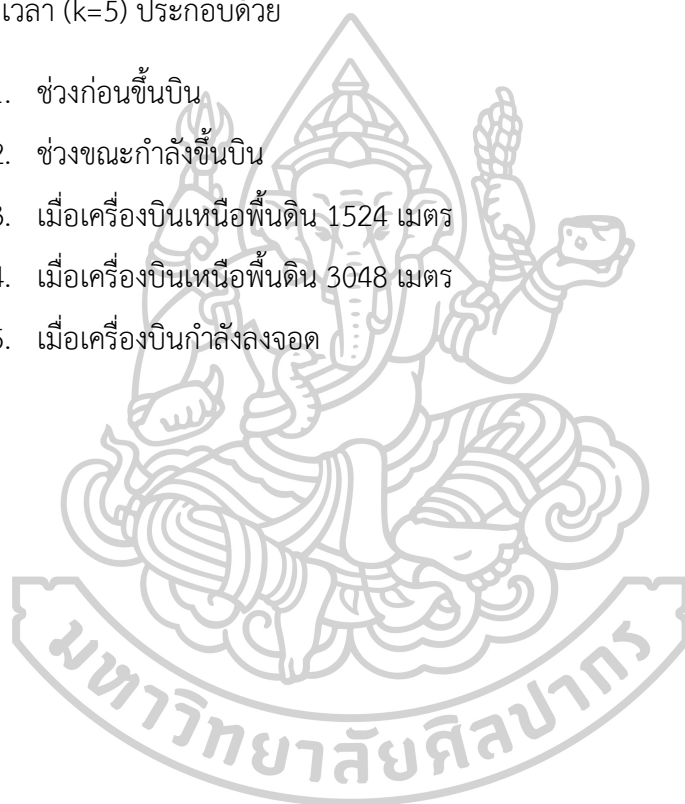 เวลา (k=5) ประกอบด้วย
. ช่วงก่อนขึ้นบิน
2. ช่วงขณะกำลังขึ้นบิน
3. เมื่อเครื่องบินเหนือพื้นดิน 1524 เมตร
4. เมื่อเครื่องบินเหนือพื้นดิน 3048 เมตร
5. เมื่อเครื่องบินกำลังลงจอด
มหาวิทยาลัยศิลปากร